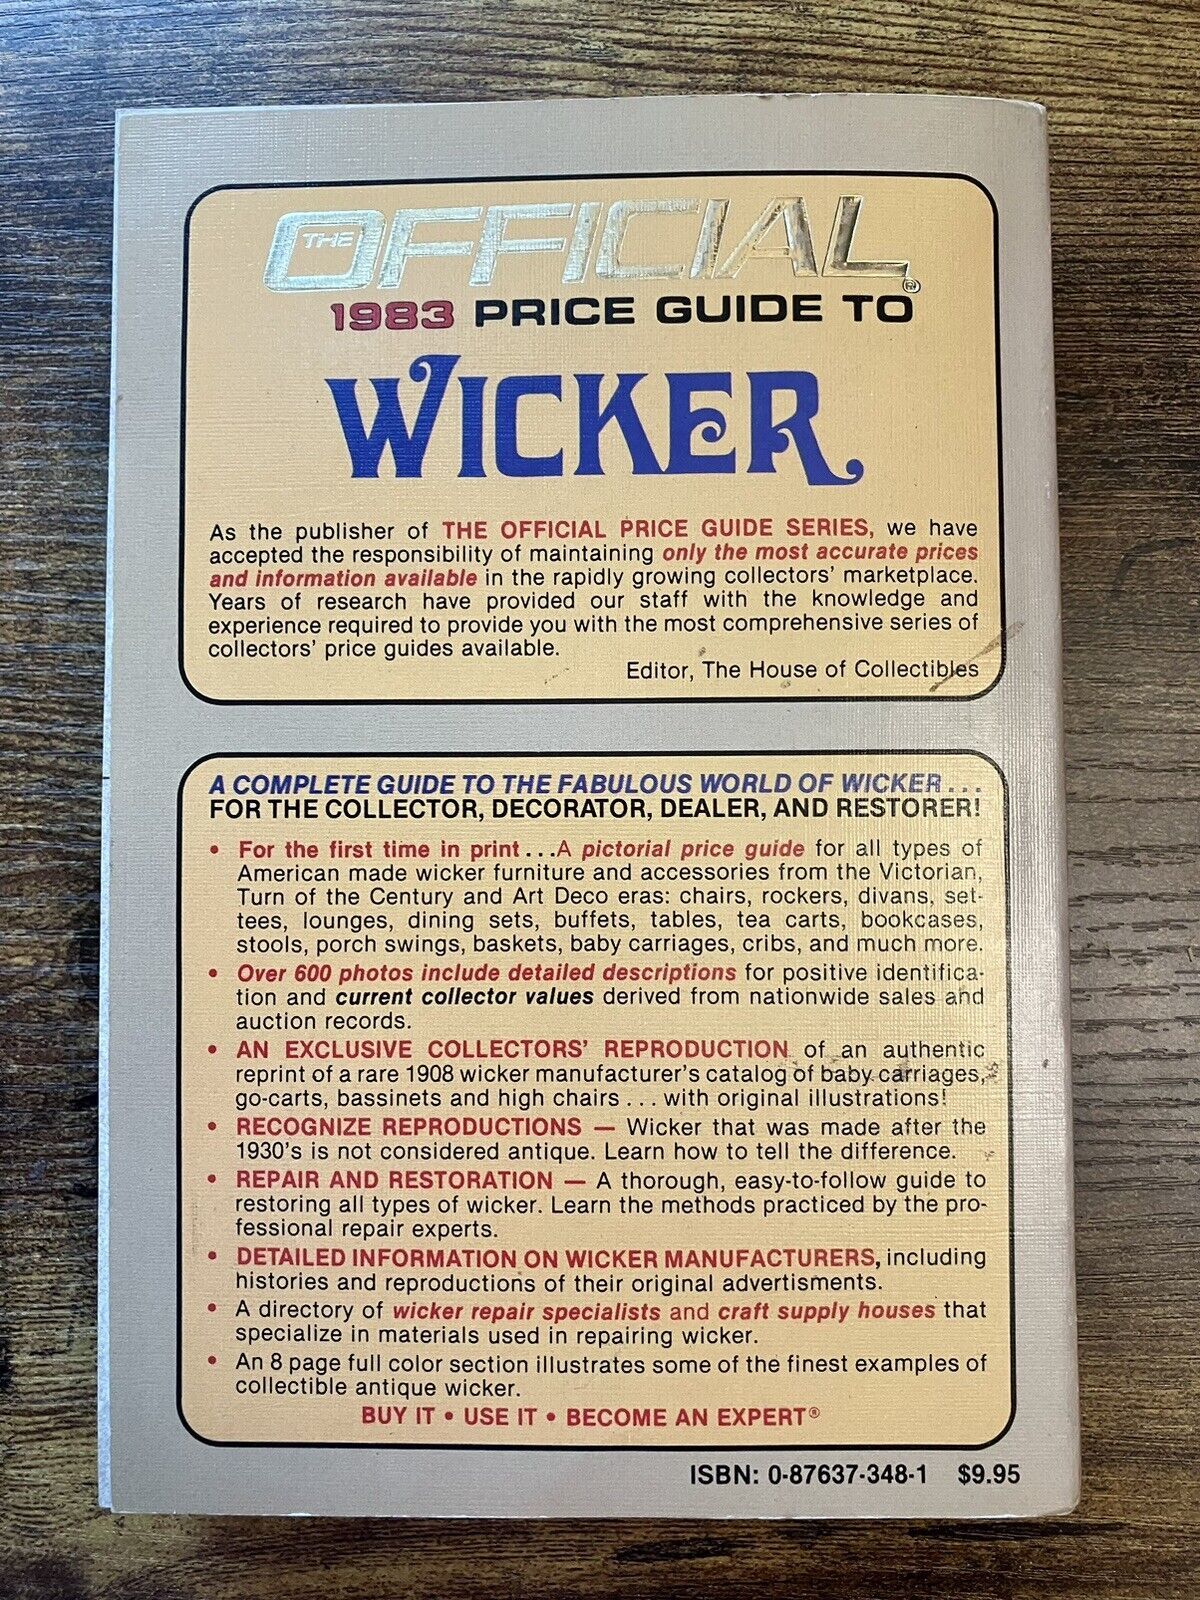 THE OFFICIAL®
1983 PRICE GUIDE TO
WICKER
As the publisher of THE OFFICIAL PRICE GUIDE SERIES, we have
accepted the responsibility of maintaining only the most accurate prices
and information available in the rapidly growing collectors' marketplace.
Years of research have provided our staff with the knowledge and
experience required to provide you with the most comprehensive series of
collectors' price guides available.
Editor, The House of Collectibles
A COMPLETE GUIDE TO THE FABULOUS WORLD OF WICKER...
FOR THE COLLECTOR, DECORATOR, DEALER, AND RESTORER!
• For the first time in print...A pictorial price guide for all types of
American made wicker furniture and accessories from the Victorian,
Turn of the Century and Art Deco eras: chairs, rockers, divans, set-
tees, lounges, dining sets, buffets, tables, tea carts, bookcases,
stools, porch swings, baskets, baby carriages, cribs, and much more.
• Over 600 photos include detailed descriptions for positive identifica-
tion and current collector values derived from nationwide sales and
auction records.
• AN EXCLUSIVE COLLECTORS' REPRODUCTION of an authentic
reprint of a rare 1908 wicker manufacturer's catalog of baby carriages,
go-carts, bassinets and high chairs...with original illustrations!
• RECOGNIZE REPRODUCTIONS — Wicker that was made after the
1930's is not considered antique. Learn how to tell the difference.
• REPAIR AND RESTORATION — A thorough, easy-to-follow guide to
restoring all types of wicker. Learn the methods practiced by the pro-
fessional repair experts.
• DETAILED INFORMATION ON WICKER MANUFACTURERS, including
histories and reproductions of their original advertisments.
• A directory of wicker repair specialists and craft supply houses that
specialize in materials used in repairing wicker.
• An 8 page full color section illustrates some of the finest examples of
collectible antique wicker.
BUY IT • USE IT • BECOME AN EXPERT®
ISBN: 0-87637-348-1 $9.95